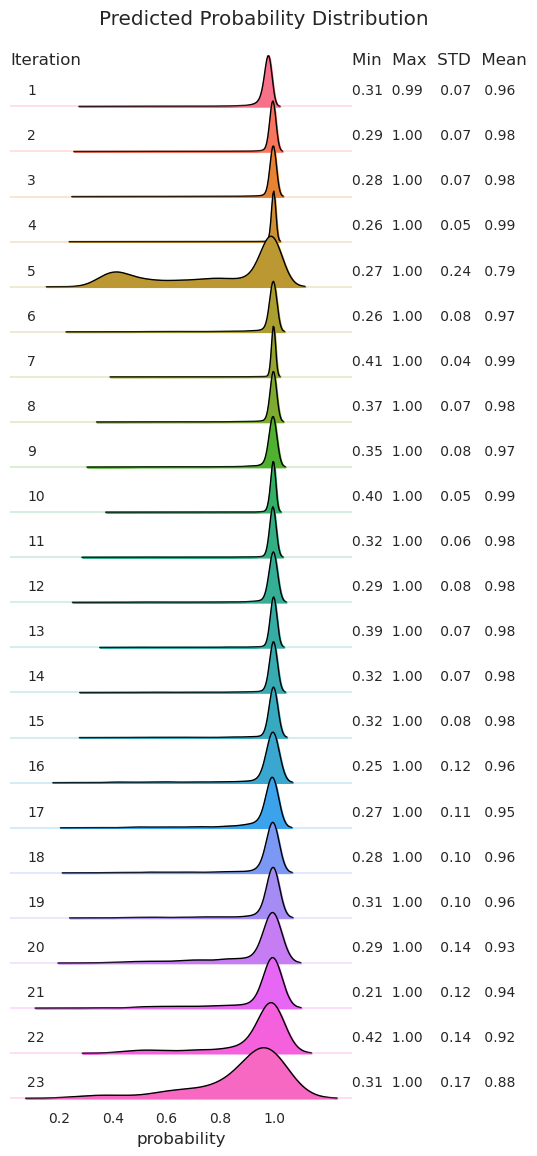 Predicted Probability Distribution
Iteration Min Max STD Mean
1 0.31 0.99 0.07 0.96
2 0.29 1.00 0.07 0.98
3 0.28 1.00 0.07 0.98
4 0.26 1.00 0.05 0.99
5 0.27 1.00 0.24 0.79
6 0.26 1.00 0.08 0.97
7 0.41 1.00 0.04 0.99
8 0.37 1.00 0.07 0.98
9 0.35 1.00 0.08 0.97
10 0.40 1.00 0.05 0.99
11 0.32 1.00 0.06 0.98
12 0.29 1.00 0.08 0.98
13 0.39 1.00 0.07 0.98
14 0.32 1.00 0.07 0.98
15 0.32 1.00 0.08 0.98
16 0.25 1.00 0.12 0.96
17 0.27 1.00 0.11 0.95
18 0.28 1.00 0.10 0.96
19 0.31 1.00 0.10 0.96
20 0.29 1.00 0.14 0.93
21 0.21 1.00 0.12 0.94
22 0.42 1.00 0.14 0.92
23 0.31 1.00 0.17 0.88
0.2 0.4 0.6 0.8 1.0
probability